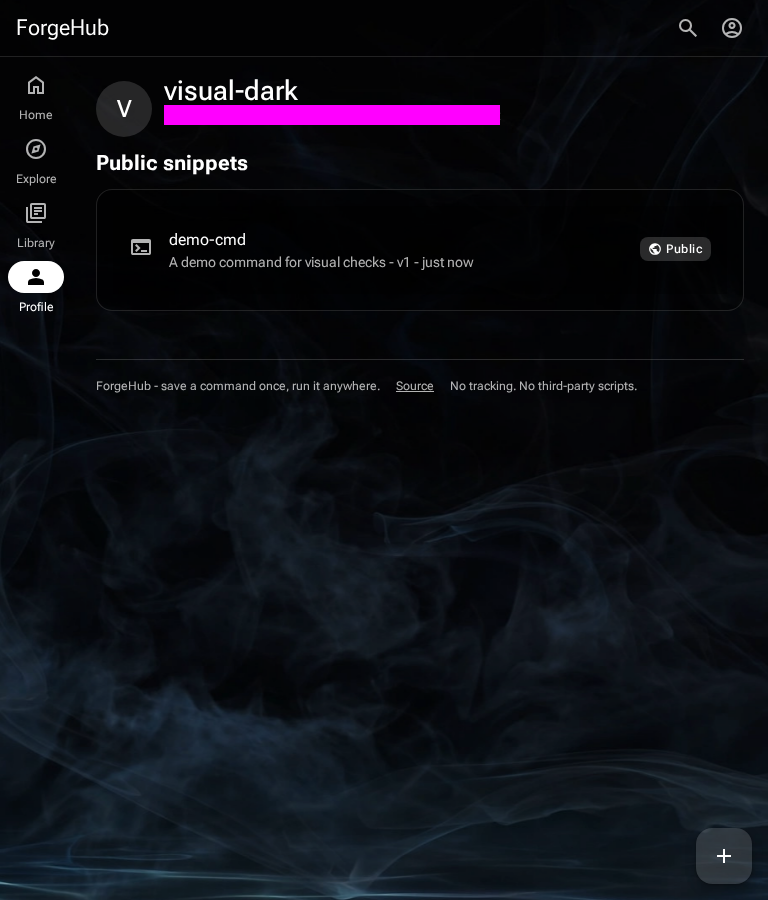 ForgeHub
Home
Explore
Library
Profile
V
visual-dark
Public snippets
demo-cmd
A demo command for visual checks - v1 - just now
Public
ForgeHub - save a command once, run it anywhere. Source No tracking. No third-party scripts.